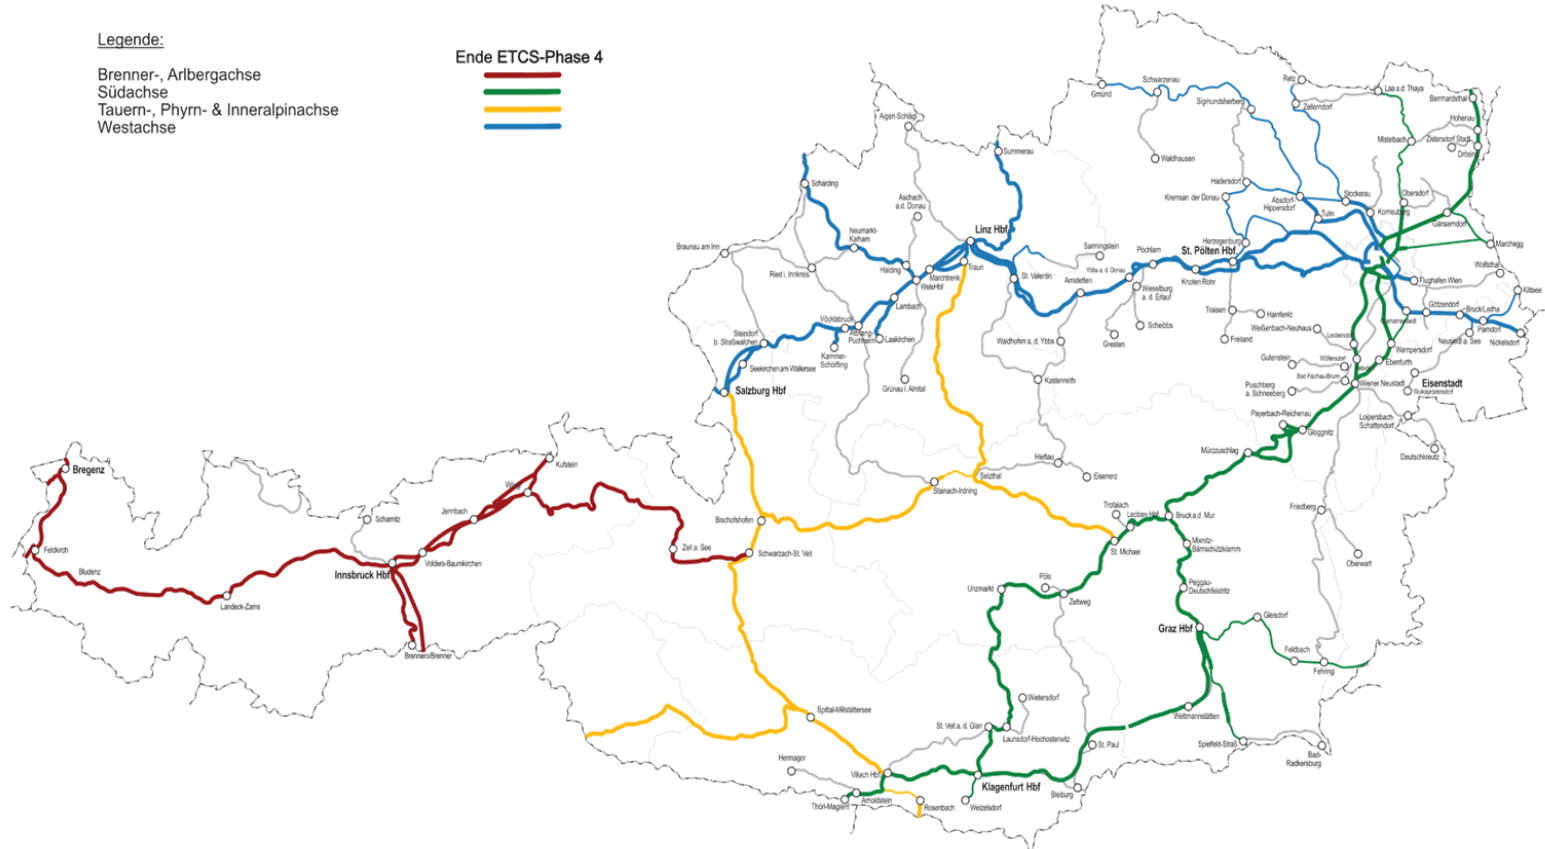 Legende:
Ende ETCS-Phase 4
Brenner-, Arlbergachse
Südachse
Tauern-, Phyrn- & Inneralpinachse
Westachse
Gmünd
Schwarzenau
Sigmundsherberg
Retz
Zellerndorf
Laa a.d. Thaya
Bernhardsthal
Hohenau
Mistelbach
Zistersdorf Stadt
Drösing
Waldhausen
Aigen-Schlägl
Summerau
Schärding
Aschach
a.d. Donau
Hadersdorf
Krems an der Donau
Absdorf-
Hippersdorf
Stockerau
Obersdorf
Tulln
Korneuburg
Gänserndorf
Marchegg
Wolfsthal
Braunau am Inn
Neumarkt-
Kalham
Linz Hbf
Traun
Marchtrenk
Haiding
Wels Hbf
Ried i. Innkreis
Sarmingstein
St. Valentin
Amstetten
Ybbs a. d. Donau
Pöchlarn
St. Pölten Hbf
Herzogenburg
Knoten Rohr
Flughafen Wien
Kittsee
Götzendorf
Bruck/Leitha
Parndorf
Neusiedl a. See
Nickelsdorf
Lambach
Laakirchen
Vöcklabruck
Attnang-
Puchheim
Kammer-
Schörfling
Steindorf
b. Straßwalchen
Seekirchen am Wallersee
Salzburg Hbf
Grünau i. Almtal
Waidhofen a. d. Ybbs
Kastenreith
Wieselburg
a. d. Erlauf
Scheibbs
Gresten
Traisen
Hainfeld
Freiland
Weißenbach-Neuhaus
Leobersdorf
Wampersdorf
Ebenfurth
Gutenstein
Bad Fischau-Brunn
Wiener Neustadt
Puchberg
a. Schneeberg
Eisenstadt
Wulkaprodersdorf
Loipersbach-
Schattendorf
Deutschkreutz
Payerbach-Reichenau
Gloggnitz
Mürzzuschlag
Hieflau
Eisenerz
Selzthal
Stainach-Irdning
Friedberg
Oberwart
Bregenz
Feldkirch
Bludenz
Landeck-Zams
Scharnitz
Innsbruck Hbf
Volders-Baumkirchen
Jenbach
Wörgl
Kufstein
Brennero/Brenner
Zell a. See
Bischofshofen
Schwarzach-St. Veit
Trofaiach
Leoben Hbf
Bruck a.d. Mur
St. Michael
Mixnitz-
Bärnschützklamm
Peggau-
Deutschfeistritz
Unzmarkt
Pöls
Zeltweg
Graz Hbf
Gleisdorf
Feldbach
Fehring
Wietersdorf
St. Veit a. d. Glan
Launsdorf-Hochosterwitz
Spittal-Millstättersee
Wettmannstätten
Spielfeld-Straß
Bad-
Radkersburg
St. Paul
Bleiburg
Hermagor
Villach Hbf
Klagenfurt Hbf
Weizelsdorf
Rosenbach
Arnoldstein
Thörl-Maglern